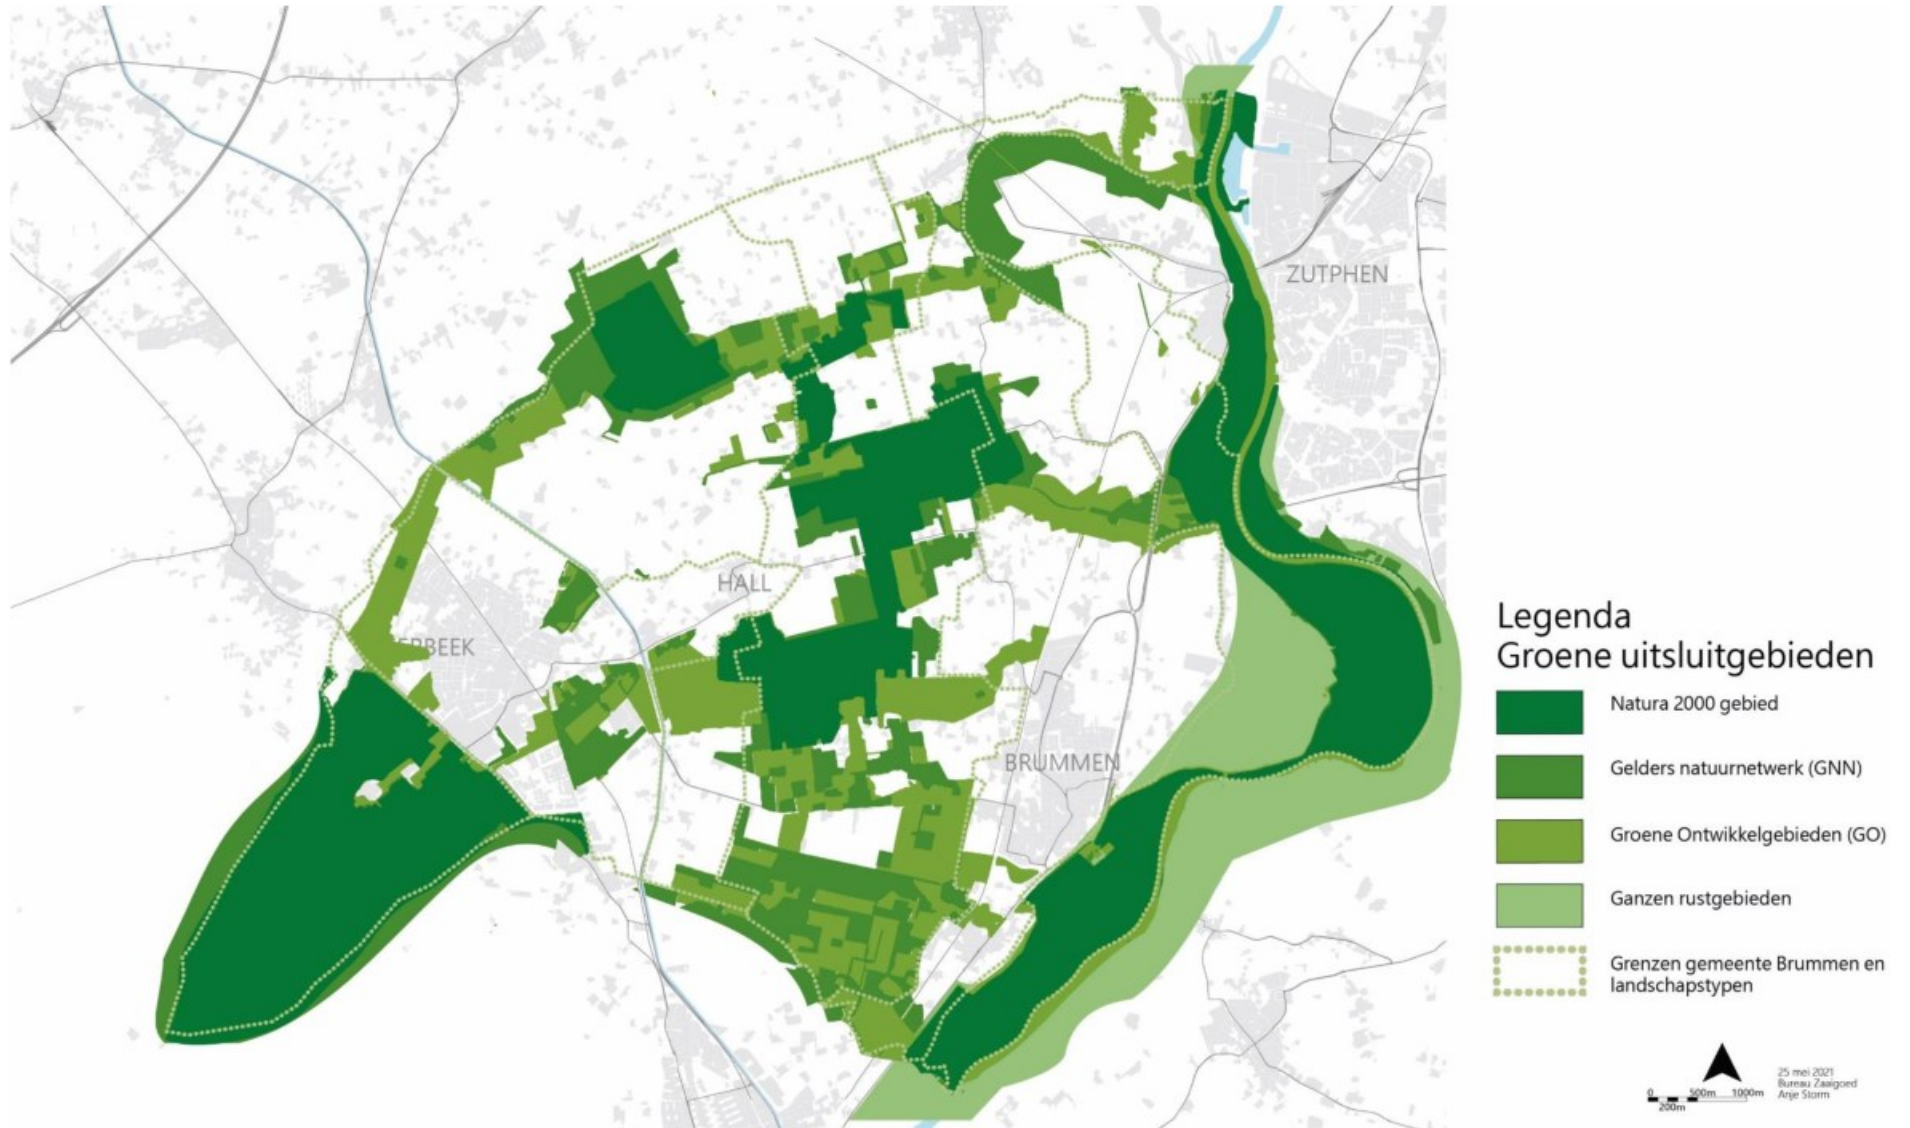 ZUTPHEN
HALL
ERBEEK
BRUMMEN
Legenda
Groene uitsluitgebieden
Natura 2000 gebied
Gelders natuurnetwerk (GNN)
Groene Ontwikkelgebieden (GO)
Ganzen rustgebieden
Grenzen gemeente Brummen en
landschapstypen
25 mei 2021
Bureau Zaaigoed
Anje Storm
0 500m 1000m
200m